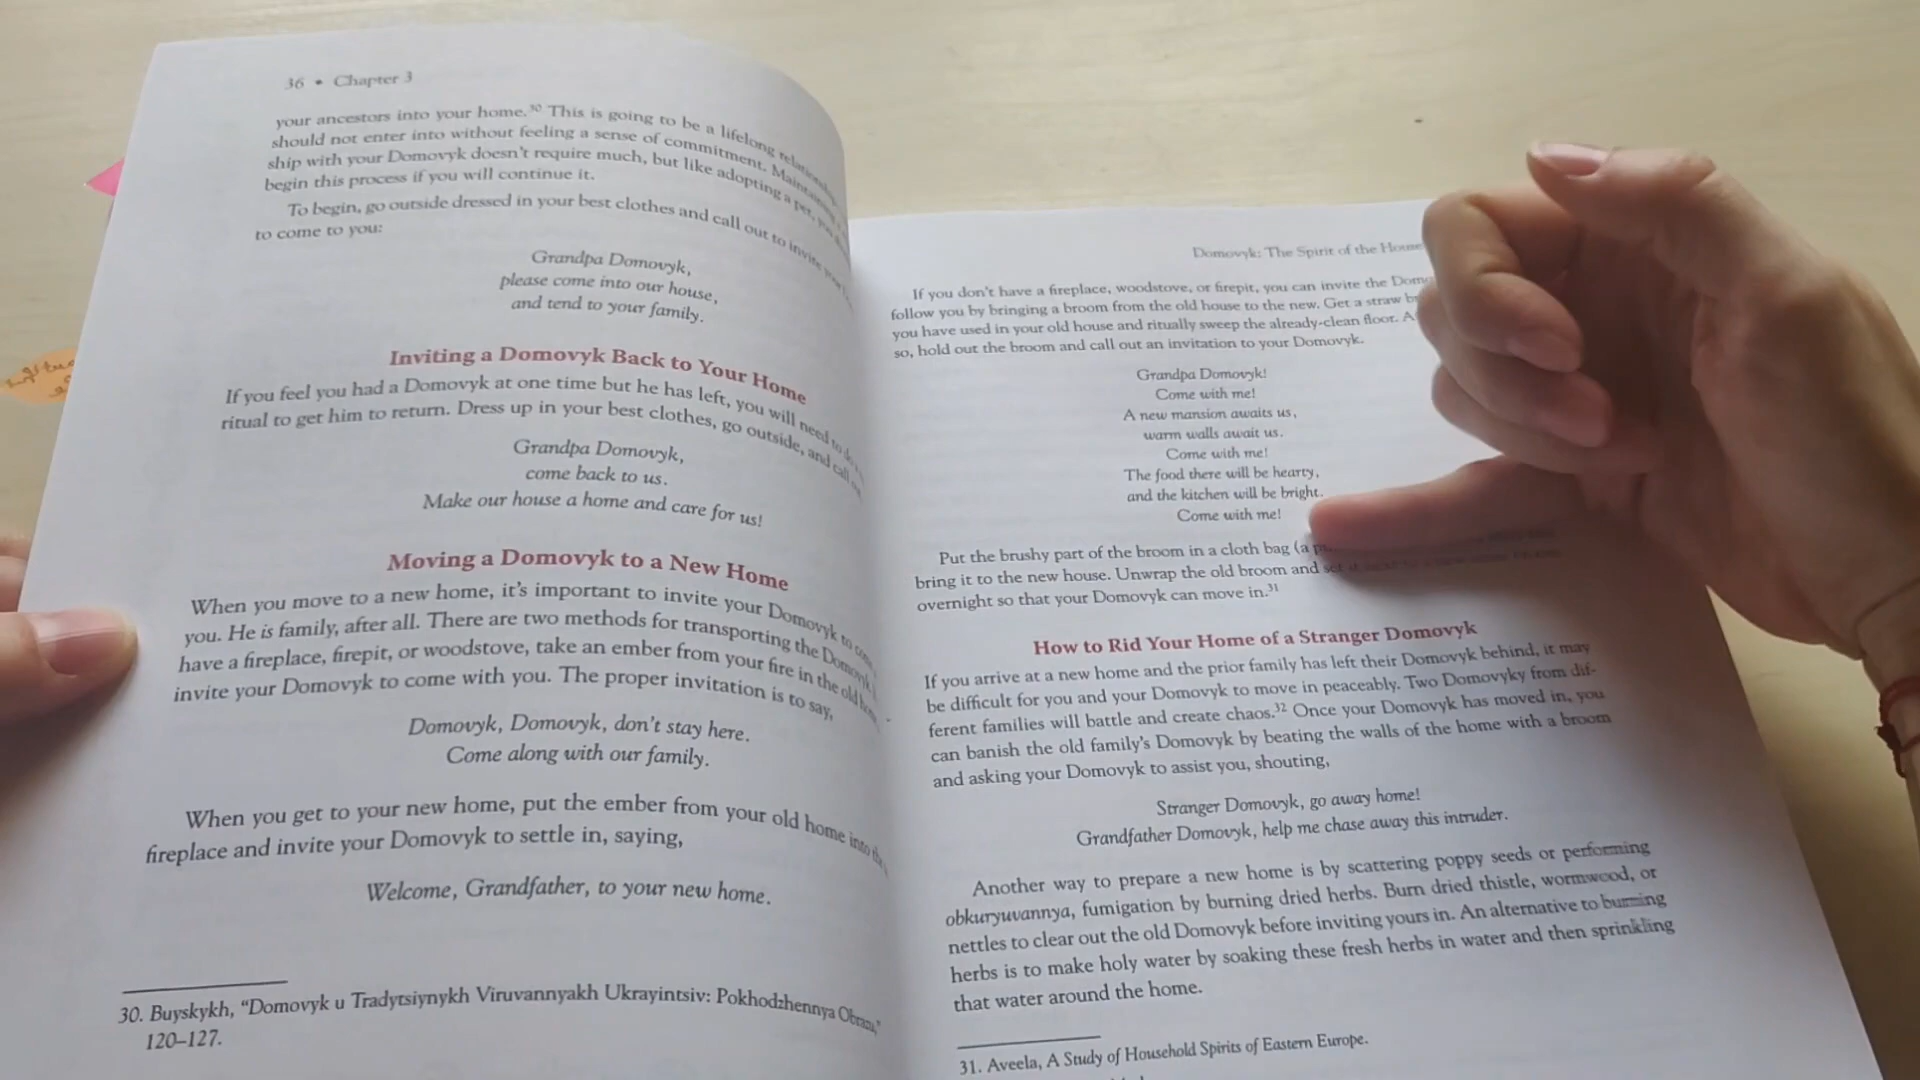 36 • Chapter 3
your ancestors into your home.30 This is going to be a lifelong
should not enter into without feeling a sense of commitment.
ship with your Domovyk doesn't require much, but like adopting a pet, you
begin this process if you will continue it.
To begin, go outside dressed in your best clothes and call out to invite your
to come to you:
Grandpa Domovyk,
please come into our house,
and tend to your family.
Inviting a Domovyk Back to Your Home
If you feel you had a Domovyk at one time but he has left, you will need to do
ritual to get him to return. Dress up in your best clothes, go outside, and call
Grandpa Domovyk,
come back to us.
Make our house a home and care for us!
Moving a Domovyk to a New Home
When you move to a new home, it's important to invite your Domovyk to
you. He is family, after all. There are two methods for transporting the Domovyk.
have a fireplace, firepit, or woodstove, take an ember from your fire in the old
invite your Domovyk to come with you. The proper invitation is to say,
Domovyk, Domovyk, don't stay here.
Come along with our family.
When you get to your new home, put the ember from your old home into
fireplace and invite your Domovyk to settle in, saying,
Welcome, Grandfather, to your new home.
30. Buyskykh, "Domovyk u Tradytsiynykh Viruvannyakh Ukrayintsiv: Pokhodzhennya Obrazu,"
120–127.
Domovyk: The Spirit of the House
If you don't have a fireplace, woodstove, or firepit, you can invite the
follow you by bringing a broom from the old house to the new. Get a straw
you have used in your old house and ritually sweep the already-clean floor.
so, hold out the broom and call out an invitation to your Domovyk.
Grandpa Domovyk!
Come with me!
A new mansion awaits us,
warm walls await us.
Come with me!
The food there will be hearty,
and the kitchen will be bright.
Come with me!
Put the brushy part of the broom in a cloth bag (a
bring it to the new house. Unwrap the old broom and set
overnight so that your Domovyk can move in.31
How to Rid Your Home of a Stranger Domovyk
If you arrive at a new home and the prior family has left their Domovyk behind, it may
be difficult for you and your Domovyk to move in peaceably. Two Domovyky from dif-
ferent families will battle and create chaos.32 Once your Domovyk has moved in, you
can banish the old family's Domovyk by beating the walls of the home with a broom
and asking your Domovyk to assist you, shouting,
Stranger Domovyk, go away home!
Grandfather Domovyk, help me chase away this intruder.
Another way to prepare a new home is by scattering poppy seeds or performing
obkuryuvannya, fumigation by burning dried herbs. Burn dried thistle, wormwood, or
nettles to clear out the old Domovyk before inviting yours in. An alternative to burning
herbs is to make holy water by soaking these fresh herbs in water and then sprinkling
that water around the home.
31. Aveela, A Study of Household Spirits of Eastern Europe.